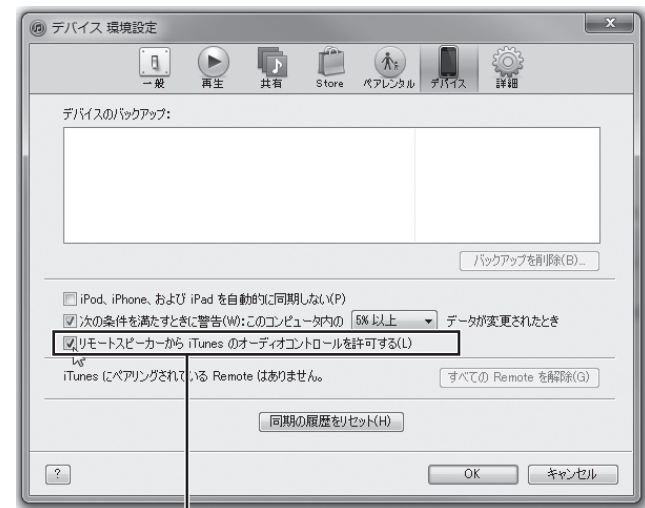 デバイス 環境設定
一般 再生 共有 Store ペアレンタル デバイス 詳細
デバイスのバックアップ:
バックアップを削除(B)...
iPod、iPhone、および iPad を自動的に同期しない(P)
次の条件を満たすときに警告(W):このコンピュータ内の 5% 以上 データが変更されたとき
リモートスピーカーから iTunes のオーディオコントロールを許可する(L)
iTunes にペアリングされている Remote はありません。 すべての Remote を解除(G)
同期の履歴をリセット(H)
? OK キャンセル